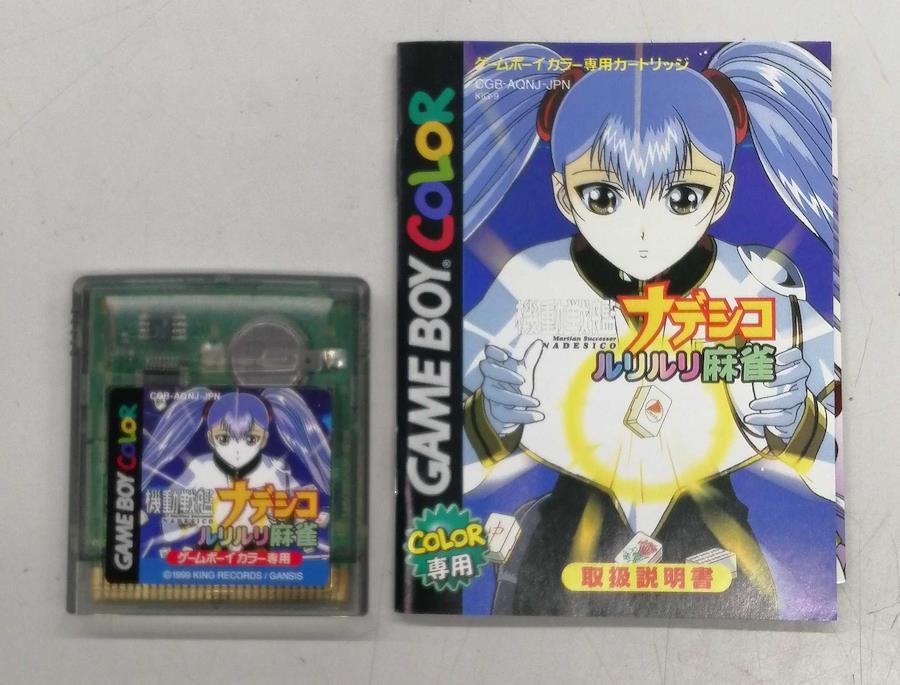 CGB-AQNJ-JPN
GAME BOY COLOR
機動戦艦
ナデシコ
NADESICO
ルリルリ麻雀
ゲームボーイカラー専用
©1999 KING RECORDS / GANSIS
ゲームボーイカラー専用カートリッジ
CGB-AQNJ-JPN
KIG-9
GAME BOY® COLOR
機動戦艦
ナデシコ
Martian Successor
NADESICO
ルリルリ麻雀
中
COLOR
専用
取扱説明書